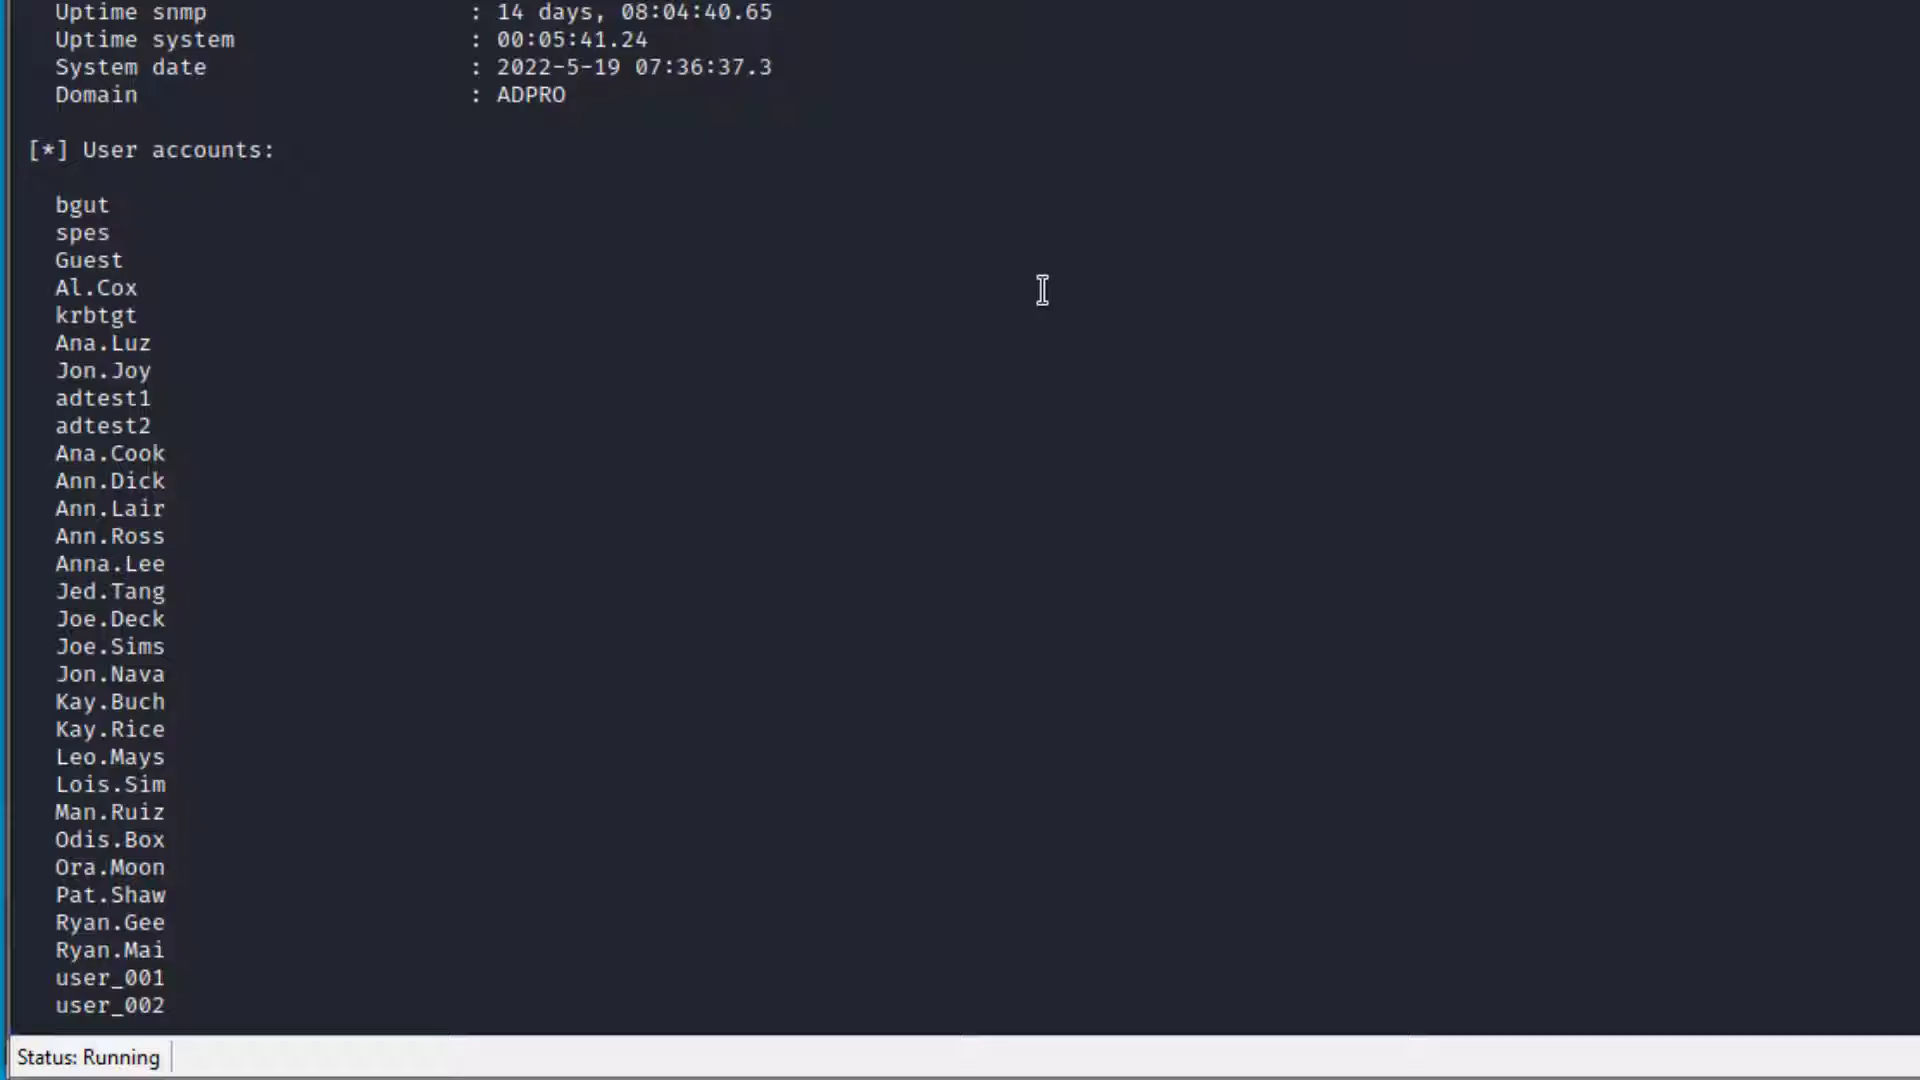 Uptime snmp : 14 days, 08:04:40.65
Uptime system : 00:05:41.24
System date : 2022-5-19 07:36:37.3
Domain : ADPRO
[*] User accounts:
bgut
spes
Guest
Al.Cox
krbtgt
Ana.Luz
Jon.Joy
adtest1
adtest2
Ana.Cook
Ann.Dick
Ann.Lair
Ann.Ross
Anna.Lee
Jed.Tang
Joe.Deck
Joe.Sims
Jon.Nava
Kay.Buch
Kay.Rice
Leo.Mays
Lois.Sim
Man.Ruiz
Odis.Box
Ora.Moon
Pat.Shaw
Ryan.Gee
Ryan.Mai
user_001
user_002
Status: Running